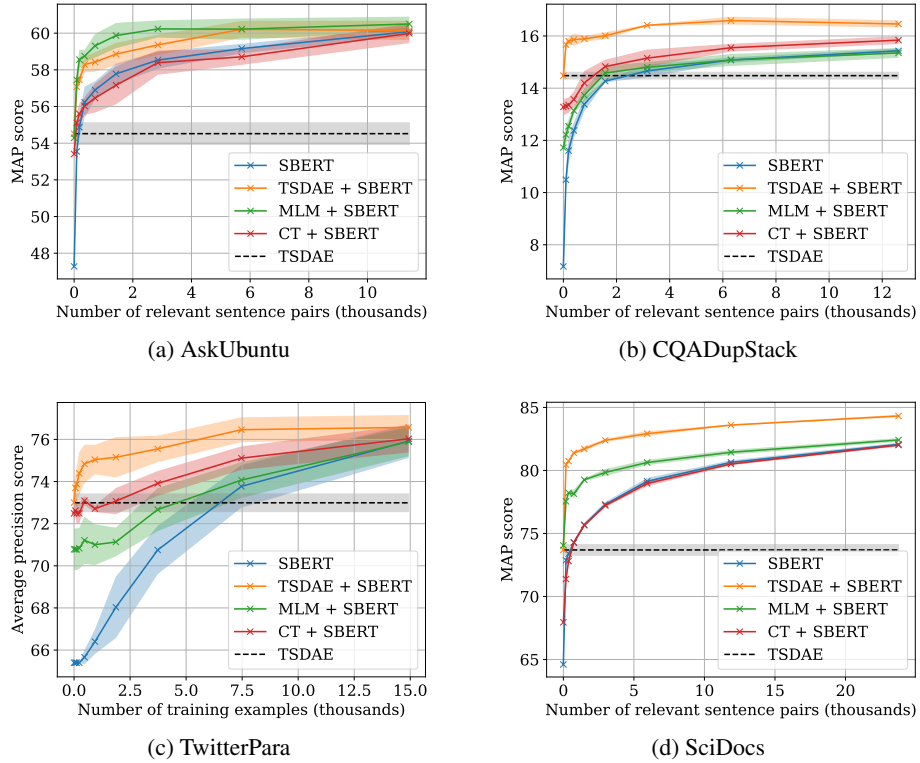 60
58
56
54
52
50
48
MAP score
0 2 4 6 8 10
Number of relevant sentence pairs (thousands)
SBERT
TSDAE + SBERT
MLM + SBERT
CT + SBERT
TSDAE
(a) AskUbuntu
16
14
12
10
8
MAP score
0 2 4 6 8 10 12
Number of relevant sentence pairs (thousands)
SBERT
TSDAE + SBERT
MLM + SBERT
CT + SBERT
TSDAE
(b) CQADupStack
76
74
72
70
68
66
Average precision score
0.0 2.5 5.0 7.5 10.0 12.5 15.0
Number of training examples (thousands)
SBERT
TSDAE + SBERT
MLM + SBERT
CT + SBERT
TSDAE
(c) TwitterPara
85
80
75
70
65
MAP score
0 5 10 15 20
Number of relevant sentence pairs (thousands)
SBERT
TSDAE + SBERT
MLM + SBERT
CT + SBERT
TSDAE
(d) SciDocs